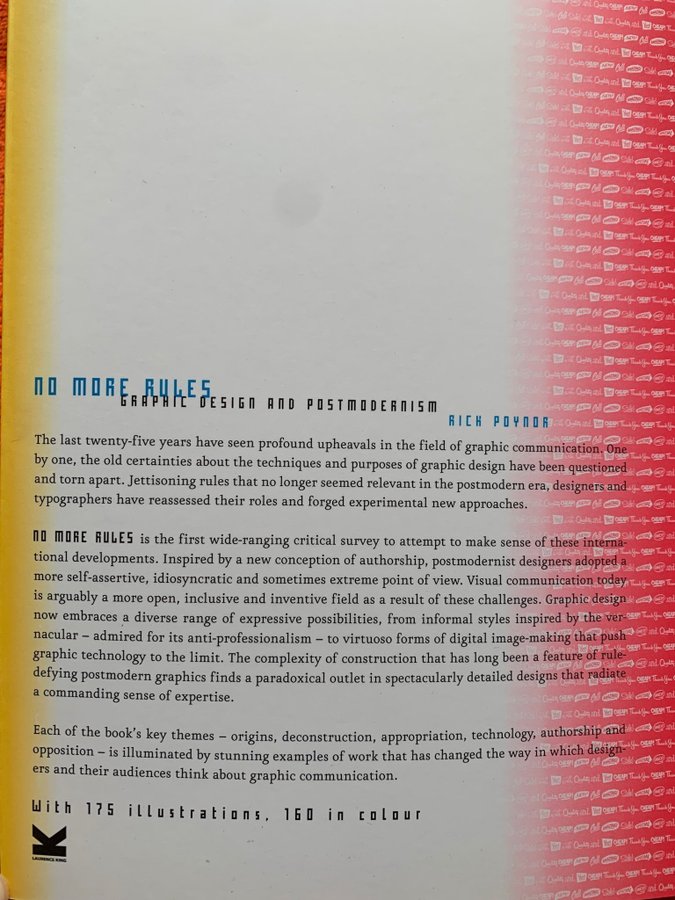 NO MORE RULES
GRAPHIC DESIGN AND POSTMODERNISM
RICK POYNOR
The last twenty-five years have seen profound upheavals in the field of graphic communication. One
by one, the old certainties about the techniques and purposes of graphic design have been questioned
and torn apart. Jettisoning rules that no longer seemed relevant in the postmodern era, designers and
typographers have reassessed their roles and forged experimental new approaches.
NO MORE RULES is the first wide-ranging critical survey to attempt to make sense of these interna-
tional developments. Inspired by a new conception of authorship, postmodernist designers adopted a
more self-assertive, idiosyncratic and sometimes extreme point of view. Visual communication today
is arguably a more open, inclusive and inventive field as a result of these challenges. Graphic design
now embraces a diverse range of expressive possibilities, from informal styles inspired by the ver-
nacular – admired for its anti-professionalism – to virtuoso forms of digital image-making that push
graphic technology to the limit. The complexity of construction that has long been a feature of rule-
defying postmodern graphics finds a paradoxical outlet in spectacularly detailed designs that radiate
a commanding sense of expertise.
Each of the book's key themes – origins, deconstruction, appropriation, technology, authorship and
opposition – is illuminated by stunning examples of work that has changed the way in which design-
ers and their audiences think about graphic communication.
With 175 illustrations, 160 in colour
LAURENCE KING